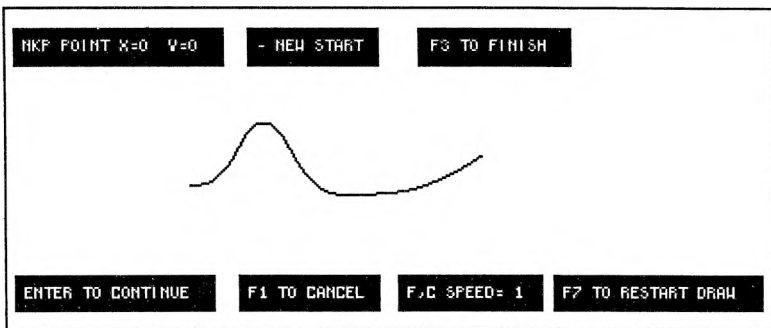 NKP POINT X=0 Y=0 - NEW START F3 TO FINISH
ENTER TO CONTINUE F1 TO CANCEL F,C SPEED= 1 F7 TO RESTART DRAW